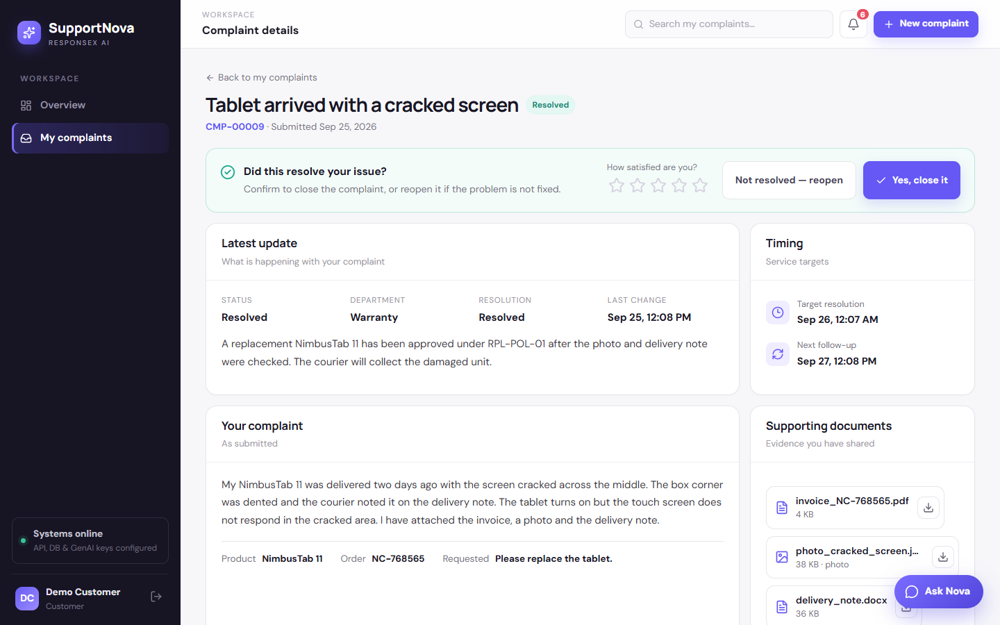 SupportNova
RESPONSEX AI
WORKSPACE
Overview
My complaints
Systems online
API, DB & GenAI keys configured
DC
Demo Customer
Customer
WORKSPACE
Complaint details
Search my complaints...
6
+ New complaint
← Back to my complaints
Tablet arrived with a cracked screen
Resolved
CMP-00009 · Submitted Sep 25, 2026
Did this resolve your issue?
Confirm to close the complaint, or reopen it if the problem is not fixed.
How satisfied are you?
Not resolved — reopen
Yes, close it
Latest update
What is happening with your complaint
STATUS
Resolved
DEPARTMENT
Warranty
RESOLUTION
Resolved
LAST CHANGE
Sep 25, 12:08 PM
A replacement NimbusTab 11 has been approved under RPL-POL-01 after the photo and delivery note
were checked. The courier will collect the damaged unit.
Timing
Service targets
Target resolution
Sep 26, 12:07 AM
Next follow-up
Sep 27, 12:08 PM
Your complaint
As submitted
My NimbusTab 11 was delivered two days ago with the screen cracked across the middle. The box corner
was dented and the courier noted it on the delivery note. The tablet turns on but the touch screen does
not respond in the cracked area. I have attached the invoice, a photo and the delivery note.
Product NimbusTab 11 Order NC-768565 Requested Please replace the tablet.
Supporting documents
Evidence you have shared
invoice_NC-768565.pdf
4 KB
photo_cracked_screen.j...
38 KB · photo
delivery_note.docx
36 KB
Ask Nova